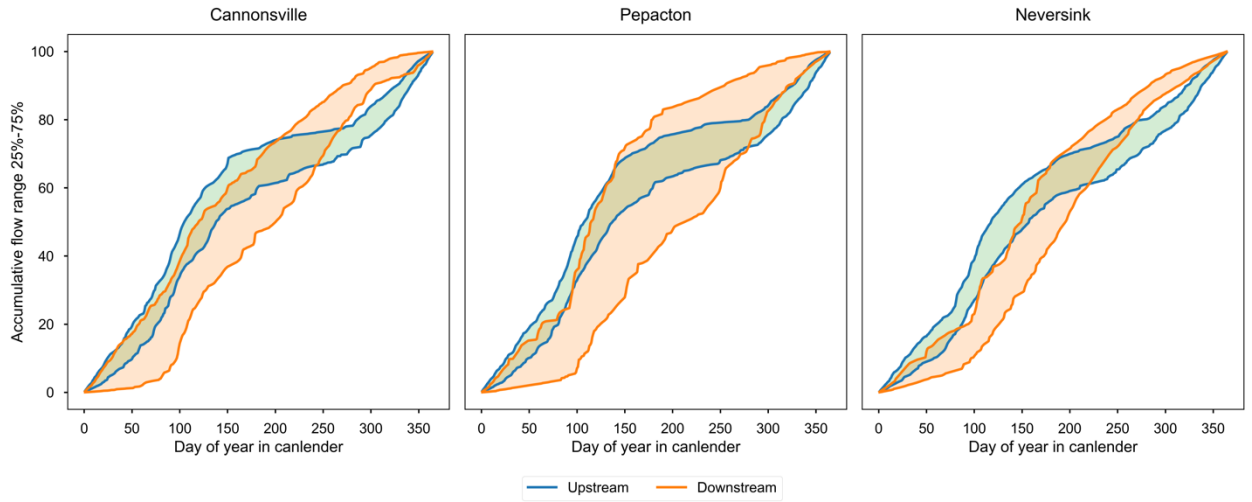 Cannonsville
Pepacton
Neversink
Accumulative flow range 25%-75%
100
80
60
40
20
0
0 50 100 150 200 250 300 350
0 50 100 150 200 250 300 350
0 50 100 150 200 250 300 350
Day of year in canlender
Day of year in canlender
Day of year in canlender
Upstream
Downstream